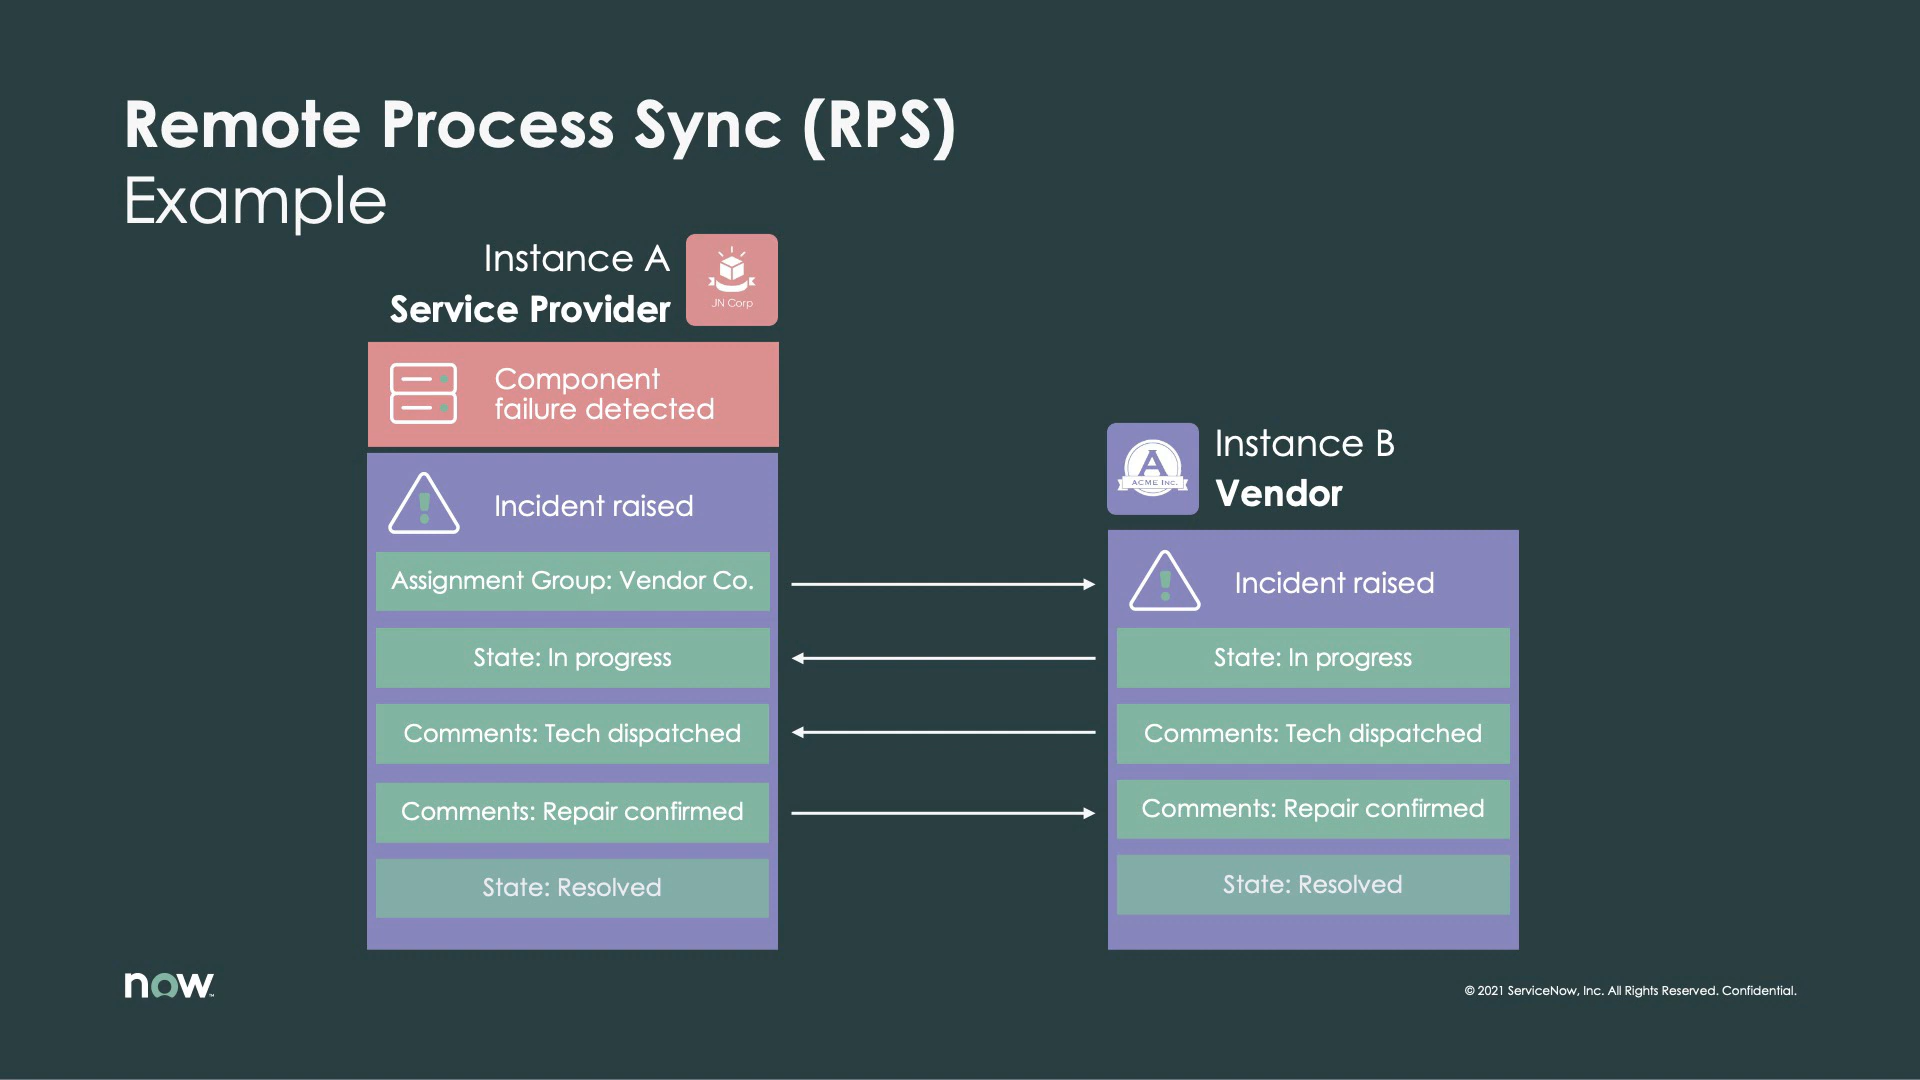 Remote Process Sync (RPS)
Example
Instance A
Service Provider
JN Corp
Component
failure detected
Incident raised
Assignment Group: Vendor Co.
State: In progress
Comments: Tech dispatched
Comments: Repair confirmed
State: Resolved
A
ACME INC.
Instance B
Vendor
Incident raised
State: In progress
Comments: Tech dispatched
Comments: Repair confirmed
State: Resolved
now™
© 2021 ServiceNow, Inc. All Rights Reserved. Confidential.